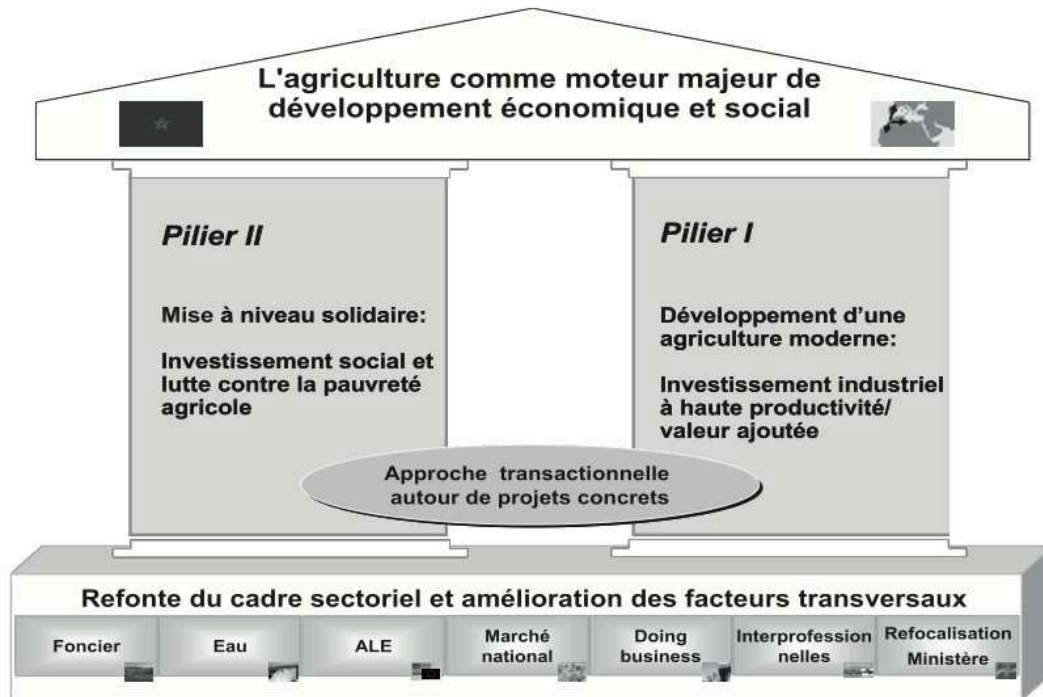 L'agriculture comme moteur majeur de
développement économique et social
Pilier II
Mise à niveau solidaire:
Investissement social et
lutte contre la pauvreté
agricole
Pilier I
Développement d'une
agriculture moderne:
Investissement industriel
à haute productivité/
valeur ajoutée
Approche transactionnelle
autour de projets concrets
Refonte du cadre sectoriel et amélioration des facteurs transversaux
Foncier
Eau
ALE
Marché
national
Doing
business
Interprofession
nelles
Refocalisation
Ministère